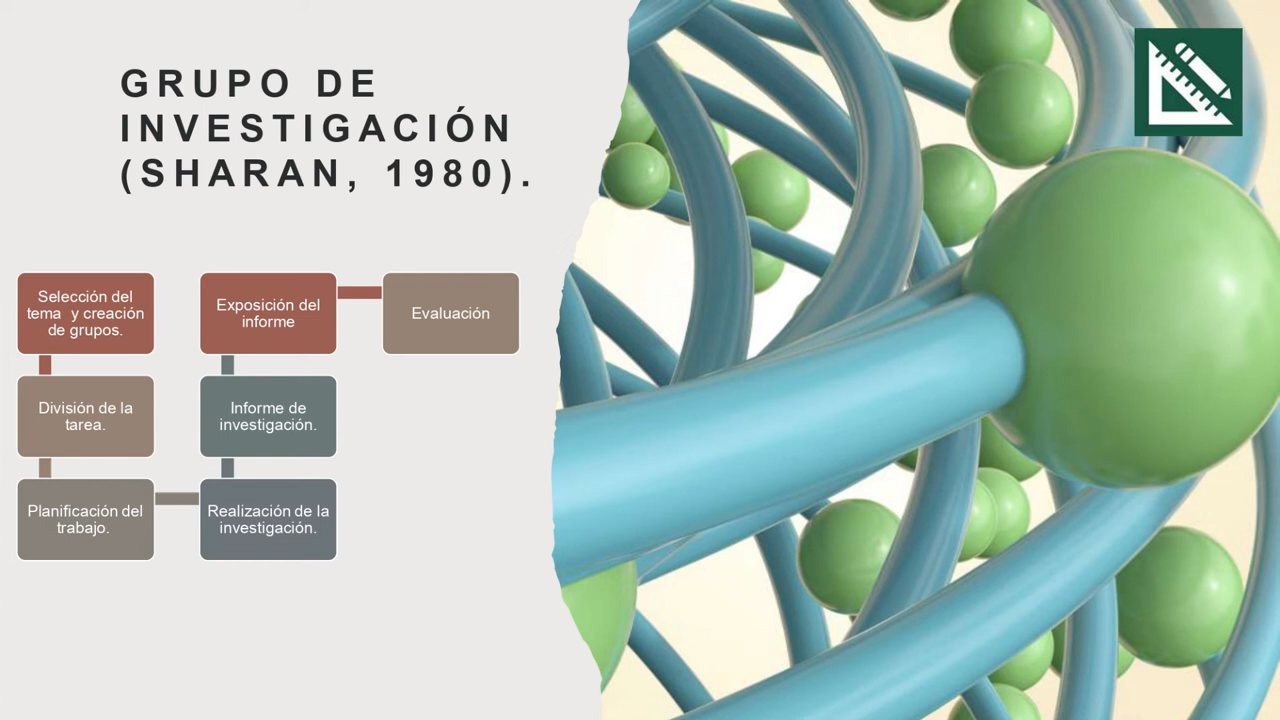 GRUPO DE
INVESTIGACIÓN
(SHARAN, 1980).
Selección del
tema y creación
de grupos.
División de la
tarea.
Planificación del
trabajo.
Realización de la
investigación.
Informe de
investigación.
Exposición del
informe
Evaluación